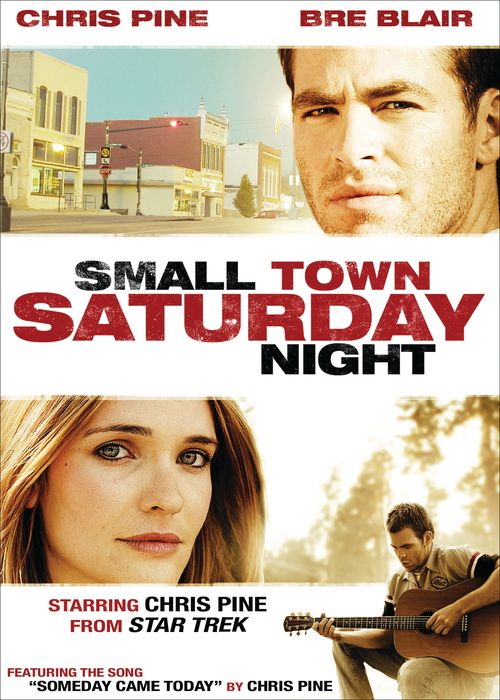 CHRIS PINE BRE BLAIR
SMALL TOWN
SATURDAY
NIGHT
STARRING CHRIS PINE
FROM STAR TREK
FEATURING THE SONG
“SOMEDAY CAME TODAY” BY CHRIS PINE